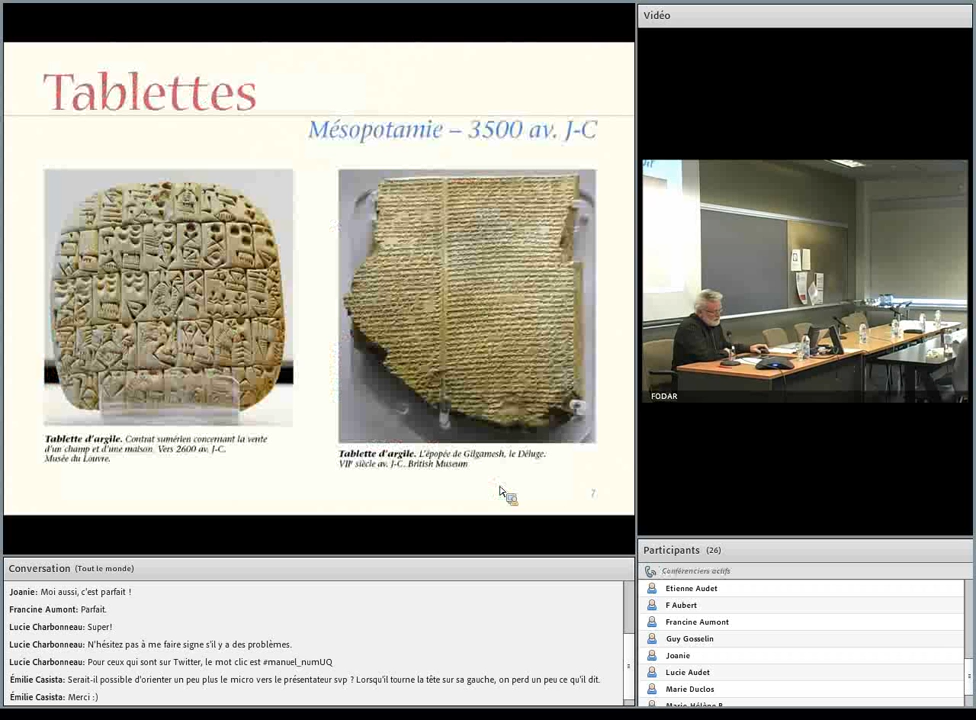 Tablettes
Mésopotamie – 3500 av. J-C
Tablette d'argile. Contrat sumérien concernant la vente
d'un champ et d'une maison. Vers 2600 av. J-C.
Musée du Louvre.
Tablette d'argile. L'épopée de Gilgamesh, le Déluge.
VIIe siècle av. J-C. British Museum
7
Vidéo
FODAR
Conversation (Tout le monde)
Joanie: Moi aussi, c'est parfait !
Francine Aumont: Parfait.
Lucie Charbonneau: Super!
Lucie Charbonneau: N'hésitez pas à me faire signe s'il y a des problèmes.
Lucie Charbonneau: Pour ceux qui sont sur Twitter, le mot clic est #manuel_numUQ
Émilie Casista: Serait-il possible d'orienter un peu plus le micro vers le présentateur svp ? Lorsqu'il tourne la tête sur sa gauche, on perd un peu ce qu'il dit.
Émilie Casista: Merci :)
Participants (26)
Conférenciers actifs
Etienne Audet
F Aubert
Francine Aumont
Guy Gosselin
Joanie
Lucie Audet
Marie Duclos